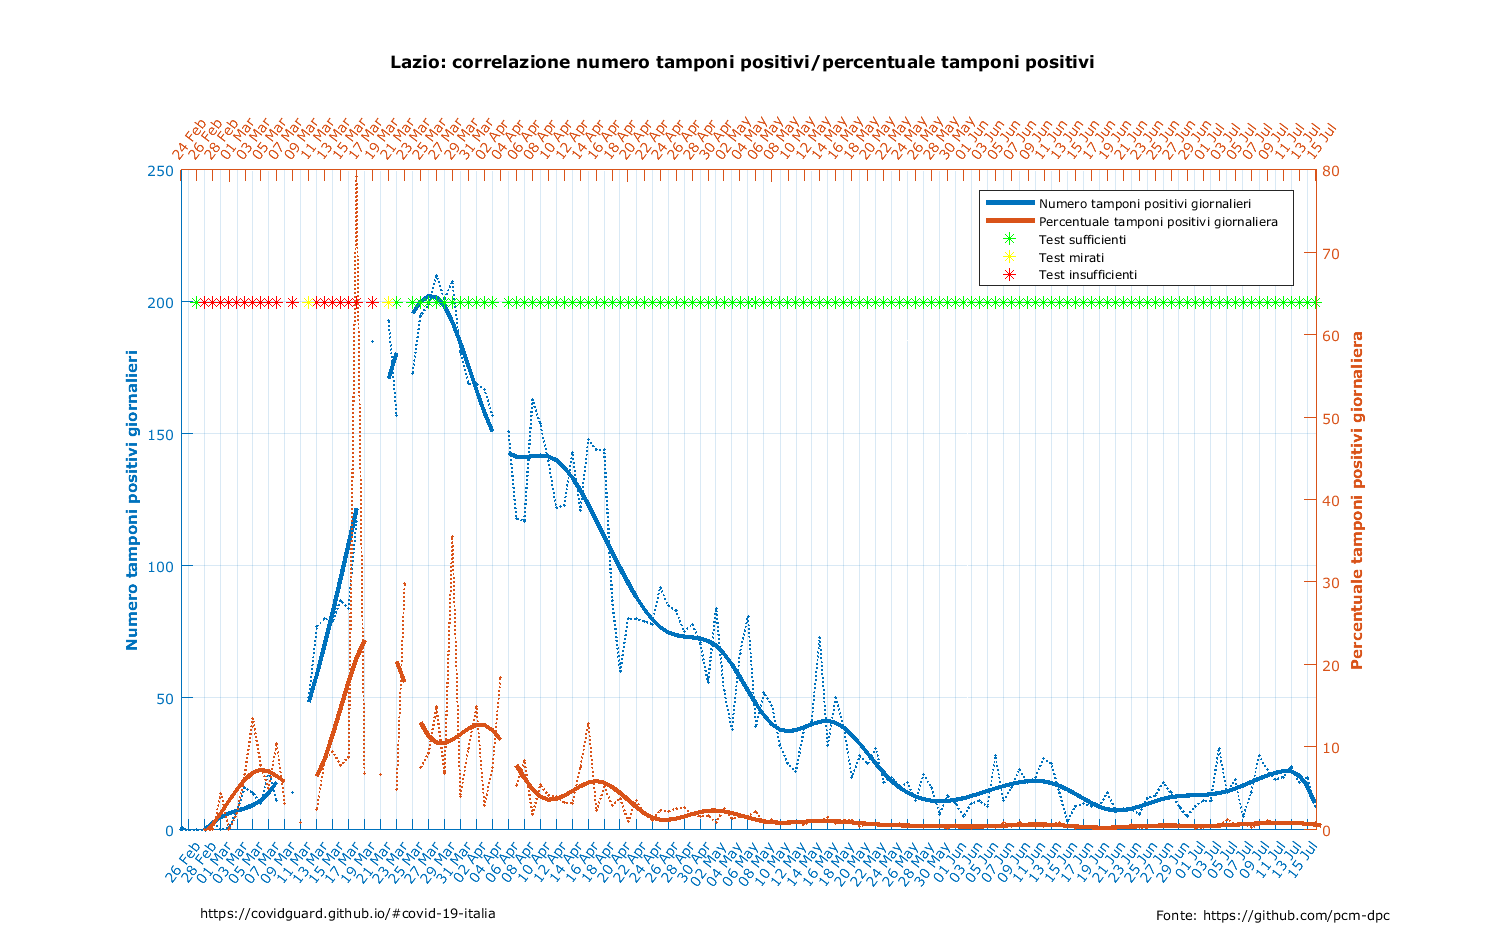 Lazio: correlazione numero tamponi positivi/percentuale tamponi positivi
24 Feb
26 Feb
28 Feb
01 Mar
03 Mar
05 Mar
07 Mar
09 Mar
11 Mar
13 Mar
15 Mar
17 Mar
19 Mar
21 Mar
23 Mar
25 Mar
27 Mar
29 Mar
31 Mar
02 Apr
04 Apr
06 Apr
08 Apr
10 Apr
12 Apr
14 Apr
16 Apr
18 Apr
20 Apr
22 Apr
24 Apr
26 Apr
28 Apr
30 Apr
02 May
04 May
06 May
08 May
10 May
12 May
14 May
16 May
18 May
20 May
22 May
24 May
26 May
28 May
30 May
01 Jun
03 Jun
05 Jun
07 Jun
09 Jun
11 Jun
13 Jun
15 Jun
17 Jun
19 Jun
21 Jun
23 Jun
25 Jun
27 Jun
29 Jun
01 Jul
03 Jul
05 Jul
07 Jul
09 Jul
11 Jul
13 Jul
15 Jul
Numero tamponi positivi giornalieri
250
200
150
100
50
0
Numero tamponi positivi giornalieri
Percentuale tamponi positivi giornaliera
Test sufficienti
Test mirati
Test insufficienti
80
70
60
50
40
30
20
10
0
Percentuale tamponi positivi giornaliera
26 Feb
28 Feb
01 Mar
03 Mar
05 Mar
07 Mar
09 Mar
11 Mar
13 Mar
15 Mar
17 Mar
19 Mar
21 Mar
23 Mar
25 Mar
27 Mar
29 Mar
31 Mar
02 Apr
04 Apr
06 Apr
08 Apr
10 Apr
12 Apr
14 Apr
16 Apr
18 Apr
20 Apr
22 Apr
24 Apr
26 Apr
28 Apr
30 Apr
02 May
04 May
06 May
08 May
10 May
12 May
14 May
16 May
18 May
20 May
22 May
24 May
26 May
28 May
30 May
01 Jun
03 Jun
05 Jun
07 Jun
09 Jun
11 Jun
13 Jun
15 Jun
17 Jun
19 Jun
21 Jun
23 Jun
25 Jun
27 Jun
29 Jun
01 Jul
03 Jul
05 Jul
07 Jul
09 Jul
11 Jul
13 Jul
15 Jul
https://covidguard.github.io/#covid-19-italia
Fonte: https://github.com/pcm-dpc